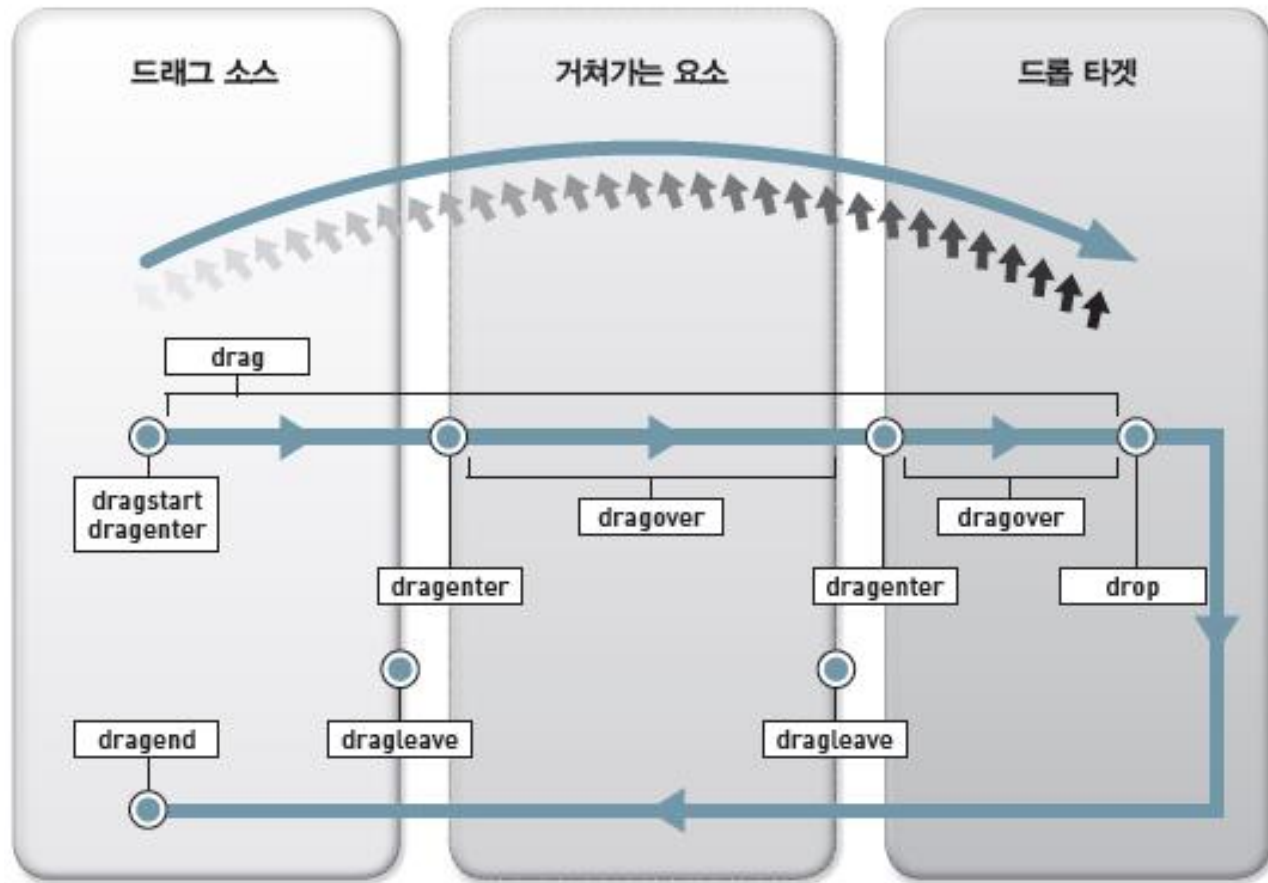 드래그 소스
거쳐가는 요소
드롭 타겟
drag
dragstart
dragenter
dragover
dragover
dragenter
dragenter
drop
dragend
dragleave
dragleave